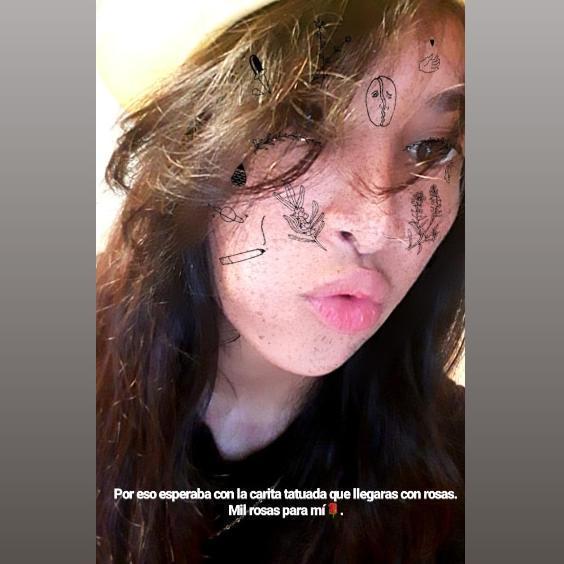 Por eso esperaba con la carita tatuada que llegaras con rosas.
Mil rosas para mí🌹.